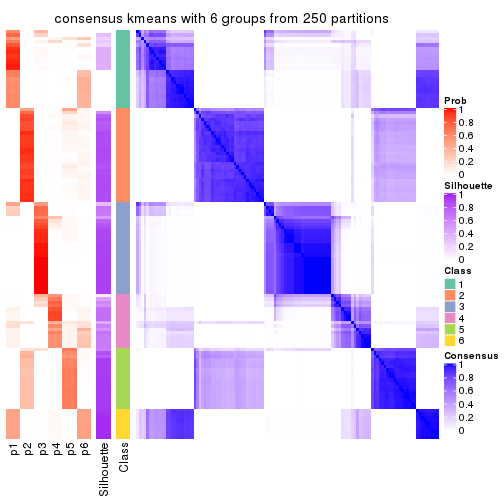 consensus kmeans with 6 groups from 250 partitions
Prob
1
0.8
0.6
0.4
0.2
0
Silhouette
1
0.8
0.6
0.4
0.2
0
Class
1
2
3
4
5
6
Consensus
1
0.8
0.6
0.4
0.2
0
p1
p2
p3
p4
p5
p6
Silhouette
Class